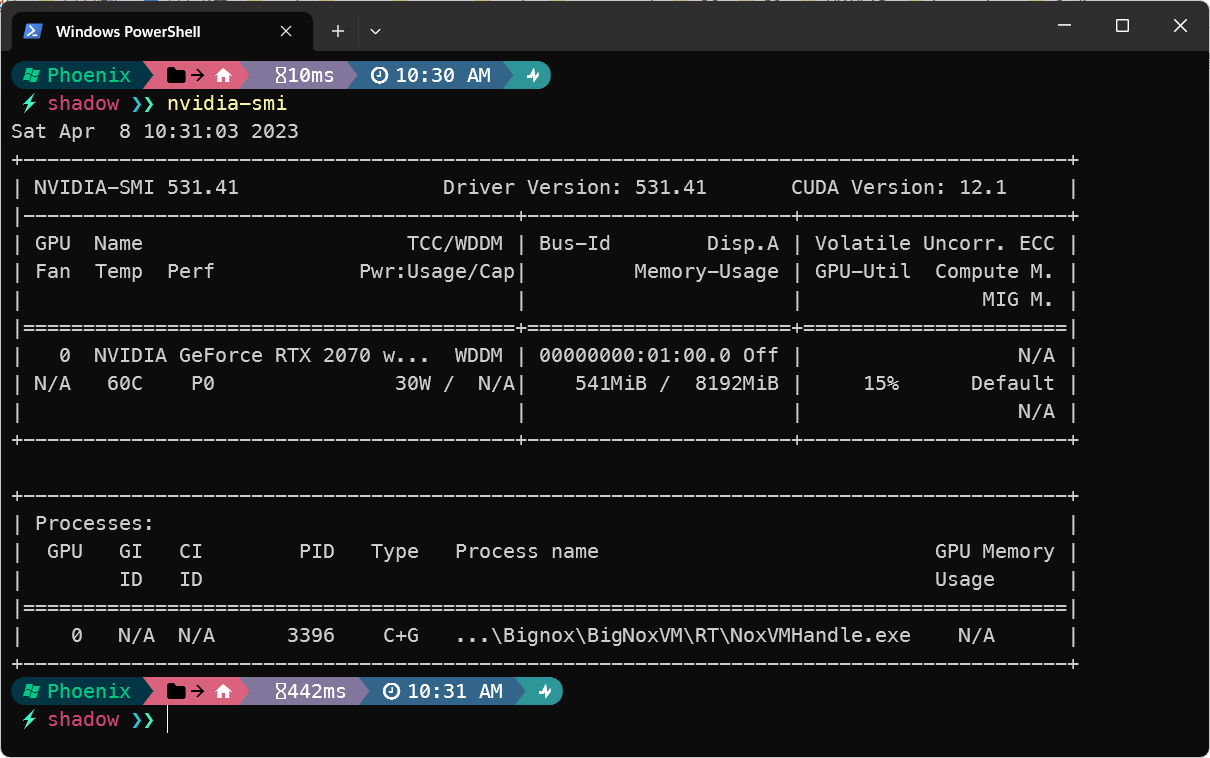 Windows PowerShell
Phoenix 10ms 10:30 AM
shadow ❯❯ nvidia-smi
Sat Apr  8 10:31:03 2023
+---------------------------------------------------------------------------------------+
| NVIDIA-SMI 531.41                 Driver Version: 531.41       CUDA Version: 12.1     |
|-----------------------------------------+----------------------+----------------------+
| GPU  Name                      TCC/WDDM | Bus-Id        Disp.A | Volatile Uncorr. ECC |
| Fan  Temp  Perf            Pwr:Usage/Cap|         Memory-Usage | GPU-Util  Compute M. |
|                                         |                      |               MIG M. |
|=========================================+======================+======================|
|   0  NVIDIA GeForce RTX 2070 w...  WDDM | 00000000:01:00.0 Off |                  N/A |
| N/A   60C    P0               30W /  N/A|    541MiB /  8192MiB |     15%      Default |
|                                         |                      |                  N/A |
+-----------------------------------------+----------------------+----------------------+
+---------------------------------------------------------------------------------------+
| Processes:                                                                            |
|  GPU   GI   CI        PID   Type   Process name                            GPU Memory |
|        ID   ID                                                             Usage      |
|=======================================================================================|
|    0   N/A  N/A      3396    C+G   ...\Bignox\BigNoxVM\RT\NoxVMHandle.exe    N/A      |
+---------------------------------------------------------------------------------------+
Phoenix 442ms 10:31 AM
shadow ❯❯